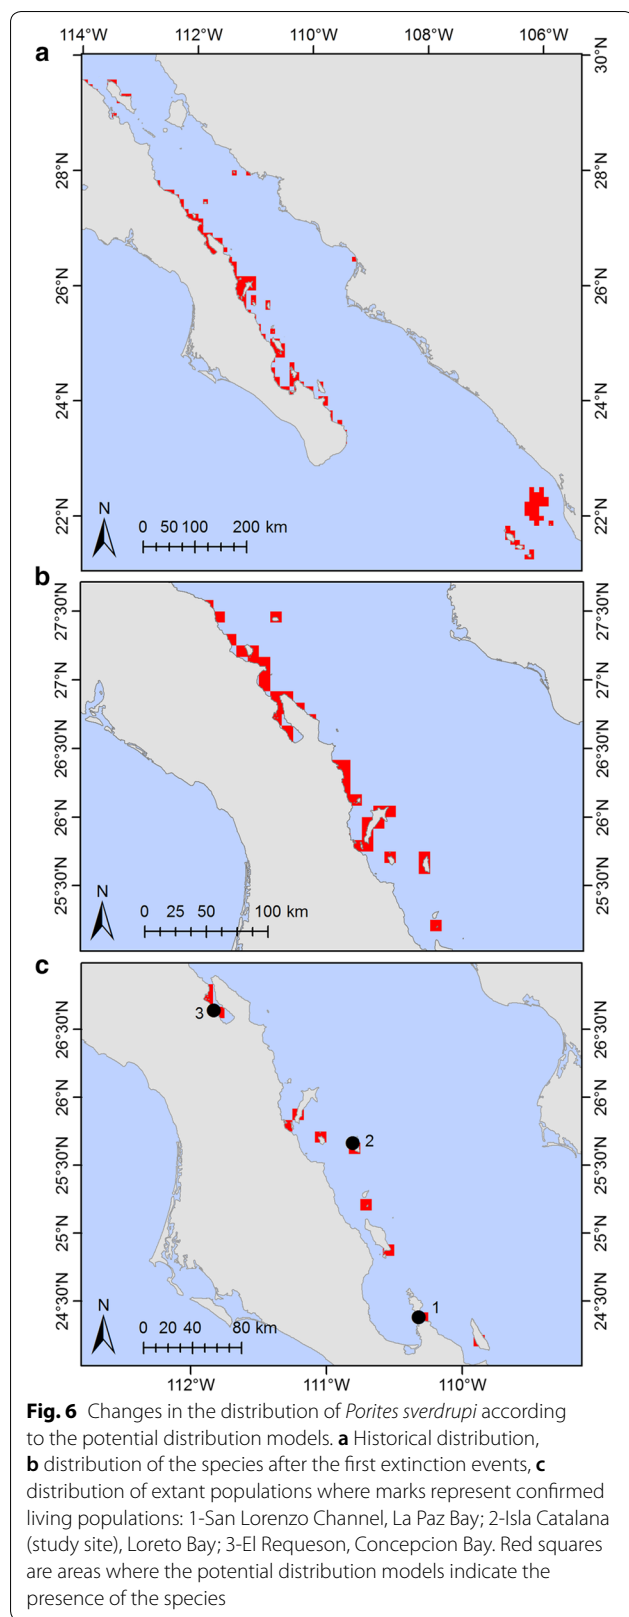 114°W 112°W 110°W 108°W 106°W
a
30°N
28°N
26°N
24°N
22°N
N
0 50 100 200 km
b
27°30'N
27°N
26°30'N
26°N
25°30'N
N
0 25 50 100 km
c
26°30'N
26°N
25°30'N
25°N
24°30'N
3
2
1
N
0 20 40 80 km
112°W 111°W 110°W
28°N
26°N
24°N
22°N
27°30'N
27°N
26°30'N
26°N
25°30'N
26°30'N
26°N
25°30'N
25°N
24°30'N
Fig. 6 Changes in the distribution of Porites sverdrupi according
to the potential distribution models. a Historical distribution,
b distribution of the species after the first extinction events, c
distribution of extant populations where marks represent confirmed
living populations: 1-San Lorenzo Channel, La Paz Bay; 2-Isla Catalana
(study site), Loreto Bay; 3-El Requeson, Concepcion Bay. Red squares
are areas where the potential distribution models indicate the
presence of the species